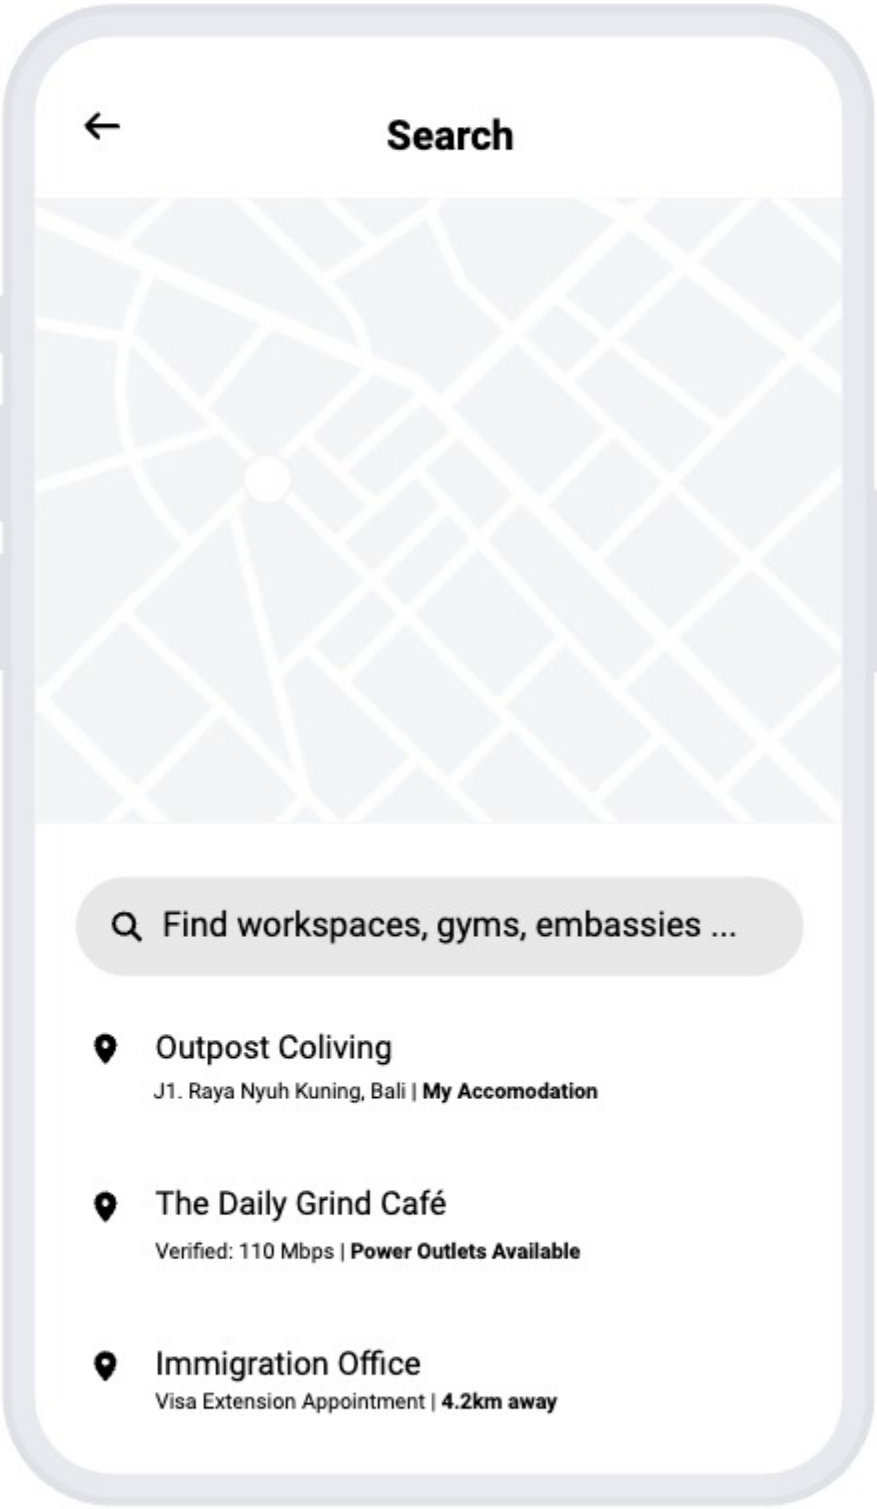 Search
Find workspaces, gyms, embassies ...
Outpost Coliving
J1. Raya Nyuh Kuning, Bali | My Accomodation
The Daily Grind Café
Verified: 110 Mbps | Power Outlets Available
Immigration Office
Visa Extension Appointment | 4.2km away